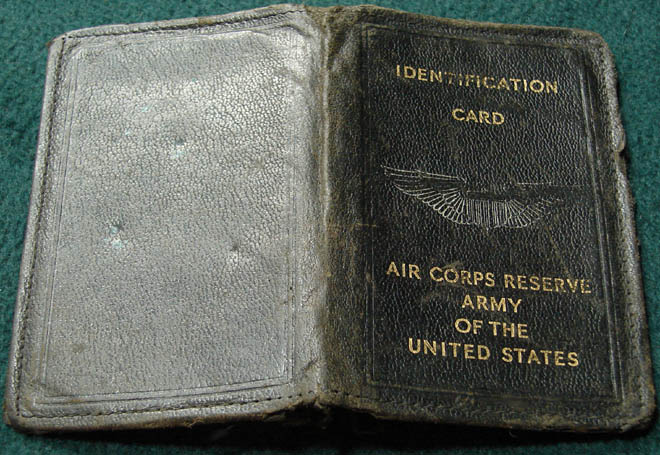 IDENTIFICATION
CARD
AIR CORPS RESERVE
ARMY
OF THE
UNITED STATES